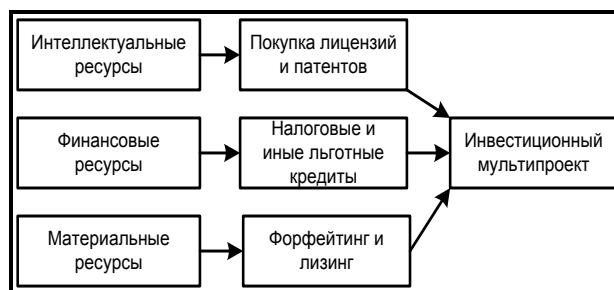 Интеллектуальные
ресурсы
Покупка лицензий
и патентов
Финансовые
ресурсы
Налоговые и
иные льготные
кредиты
Инвестиционный
мультипроект
Материальные
ресурсы
Форфейтинг и
лизинг